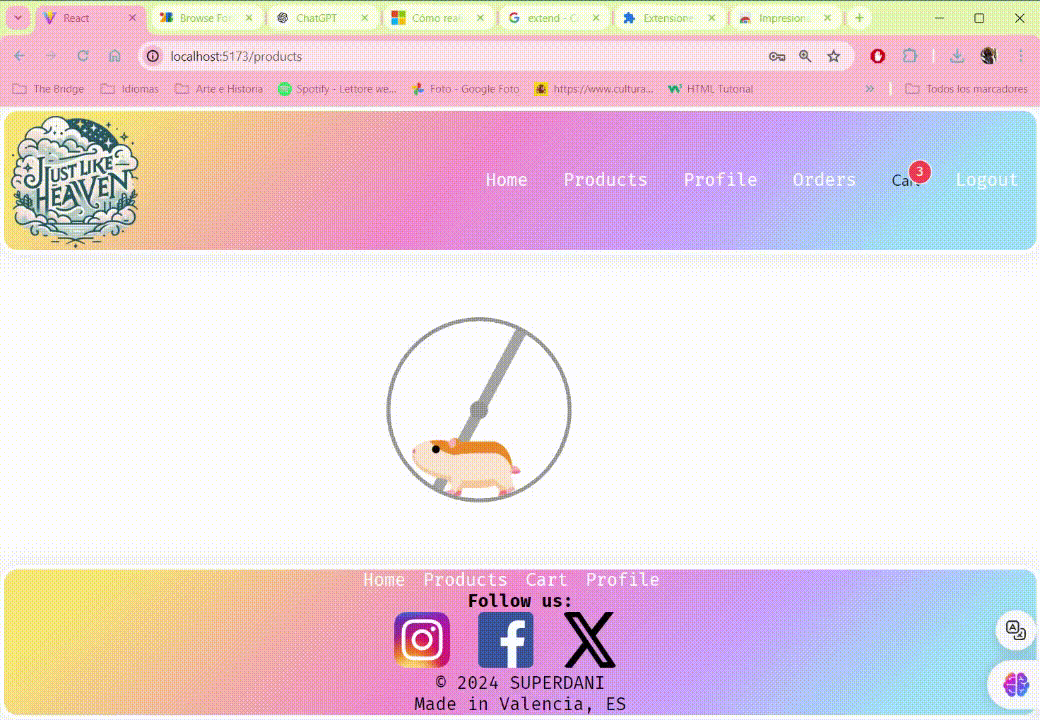 React
Browse For
ChatGPT
Cómo rea
extend - C
Extensione
Impresion
localhost:5173/products
The Bridge
Idiomas
Arte e Historia
Spotify - Lettore we...
Foto - Google Foto
https://www.cultura...
HTML Tutorial
Todos los marcadores
JUST LIKE
HEAVEN
Home Products Profile Orders Cart 3 Logout
Home Products Cart Profile
Follow us:
© 2024 SUPERDANI
Made in Valencia, ES